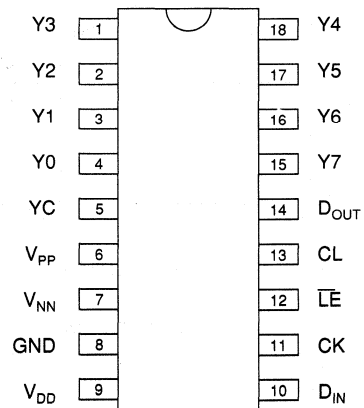 Y3 1 18 Y4
Y2 2 17 Y5
Y1 3 16 Y6
Y0 4 15 Y7
YC 5 14 DOUT
VPP 6 13 CL
VNN 7 12 L̅E̅
GND 8 11 CK
VDD 9 10 DIN